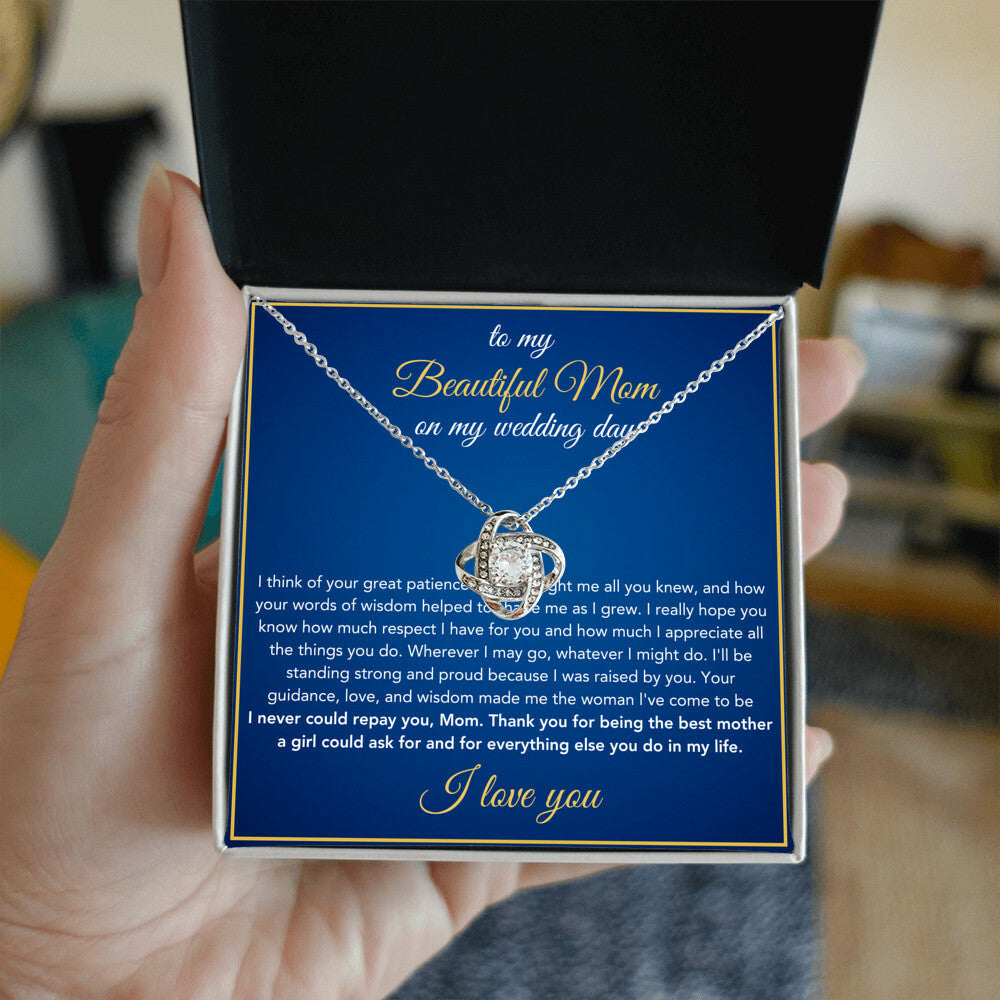 to my
Beautiful Mom
on my wedding day
I think of your great patience ght me all you knew, and how
your words of wisdom helped to shape me as I grew. I really hope you
know how much respect I have for you and how much I appreciate all
the things you do. Wherever I may go, whatever I might do. I'll be
standing strong and proud because I was raised by you. Your
guidance, love, and wisdom made me the woman I've come to be
I never could repay you, Mom. Thank you for being the best mother
a girl could ask for and for everything else you do in my life.
I love you